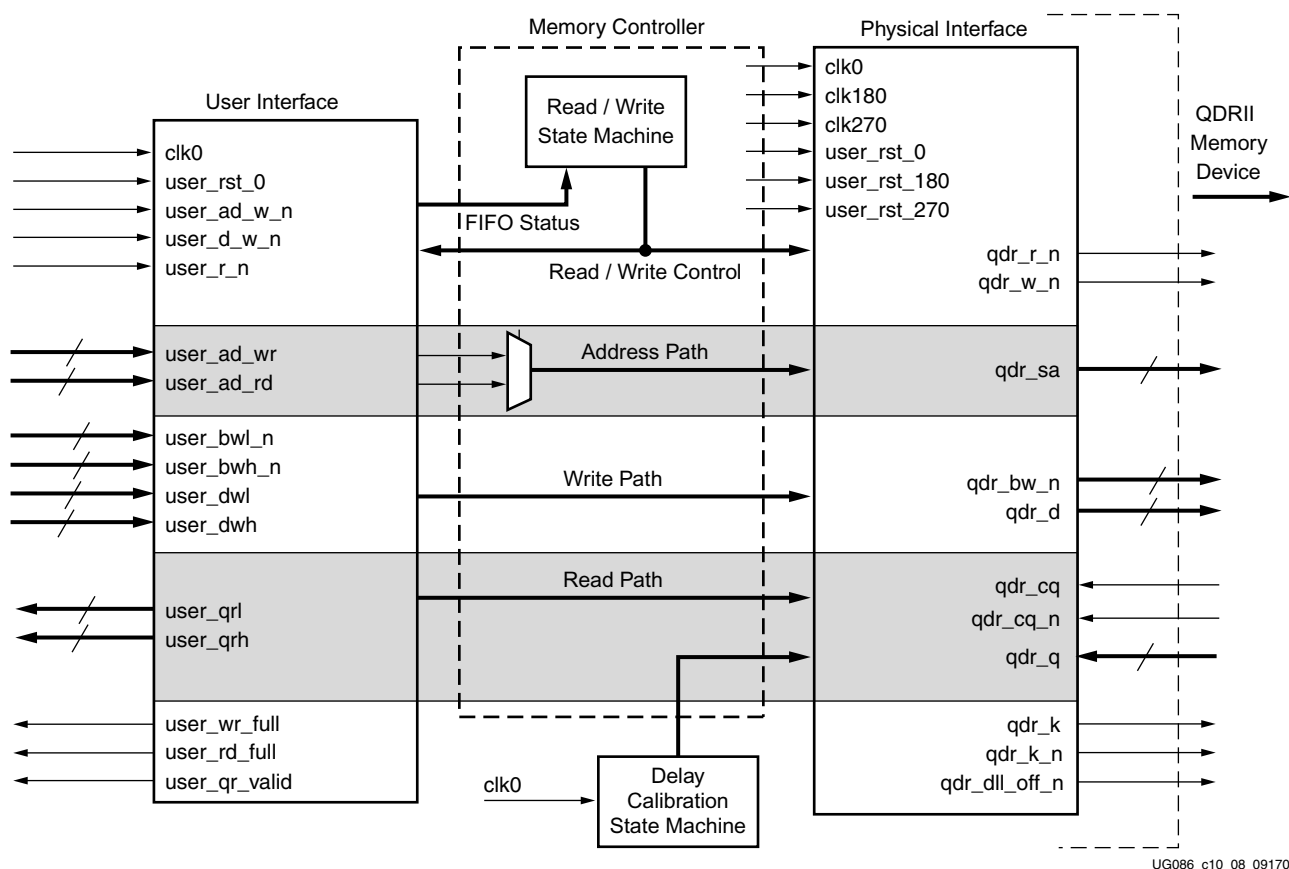 Memory Controller
Physical Interface
User Interface
Read / Write
State Machine
QDRII
Memory
Device
clk0
user_rst_0
user_ad_w_n
user_d_w_n
user_r_n
FIFO Status
Read / Write Control
clk0
clk180
clk270
user_rst_0
user_rst_180
user_rst_270
qdr_r_n
qdr_w_n
user_ad_wr
user_ad_rd
Address Path
qdr_sa
user_bwl_n
user_bwh_n
user_dwl
user_dwh
Write Path
qdr_bw_n
qdr_d
user_qrl
user_qrh
Read Path
qdr_cq
qdr_cq_n
qdr_q
user_wr_full
user_rd_full
user_qr_valid
clk0
Delay
Calibration
State Machine
qdr_k
qdr_k_n
qdr_dll_off_n
UG086_c10_08_09170